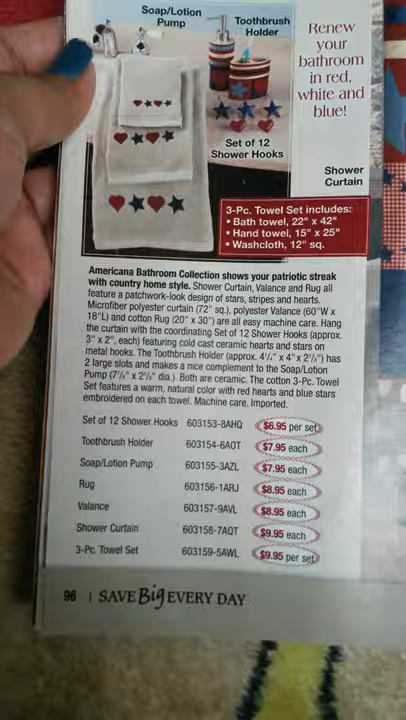 Soap/Lotion
Pump
Toothbrush
Holder
Renew
your
bathroom
in red,
white and
blue!
Set of 12
Shower Hooks
Shower
Curtain
3-Pc. Towel Set includes:
• Bath towel, 22" x 42"
• Hand towel, 15" x 25"
• Washcloth, 12" sq.
Americana Bathroom Collection shows your patriotic streak
with country home style. Shower Curtain, Valance and Rug all
feature a patchwork-look design of stars, stripes and hearts.
Microfiber polyester curtain (72" sq.), polyester Valance (60"W x
18"L) and cotton Rug (20" x 30") are all easy machine care. Hang
the curtain with the coordinating Set of 12 Shower Hooks (approx.
3" x 2", each) featuring cold cast ceramic hearts and stars on
metal hooks. The Toothbrush Holder (approx. 4¹/₄" x 4" x 2¹/₈") has
2 large slots and makes a nice complement to the Soap/Lotion
Pump (7⁷/₈" x 2⁵/₈" dia.). Both are ceramic. The cotton 3-Pc. Towel
Set features a warm, natural color with red hearts and blue stars
embroidered on each towel. Machine care. Imported.
Set of 12 Shower Hooks 603153-8AHQ $6.95 per set
Toothbrush Holder 603154-6AOT $7.95 each
Soap/Lotion Pump 603155-3AZL $7.95 each
Rug 603156-1ARJ $8.95 each
Valance 603157-9AVL $8.95 each
Shower Curtain 603158-7AQT $9.95 each
3-Pc. Towel Set 603159-5AWL $9.95 per set
96 | SAVE Big EVERY DAY